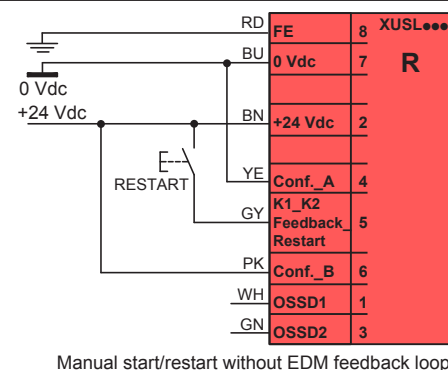 RD FE 8 XUSL●●●
BU 0 Vdc 7 R
0 Vdc
+24 Vdc
BN +24 Vdc 2
RESTART
YE Conf._A 4
GY K1_K2
Feedback_ 5
Restart
PK Conf._B 6
WH OSSD1 1
GN OSSD2 3
Manual start/restart without EDM feedback loop